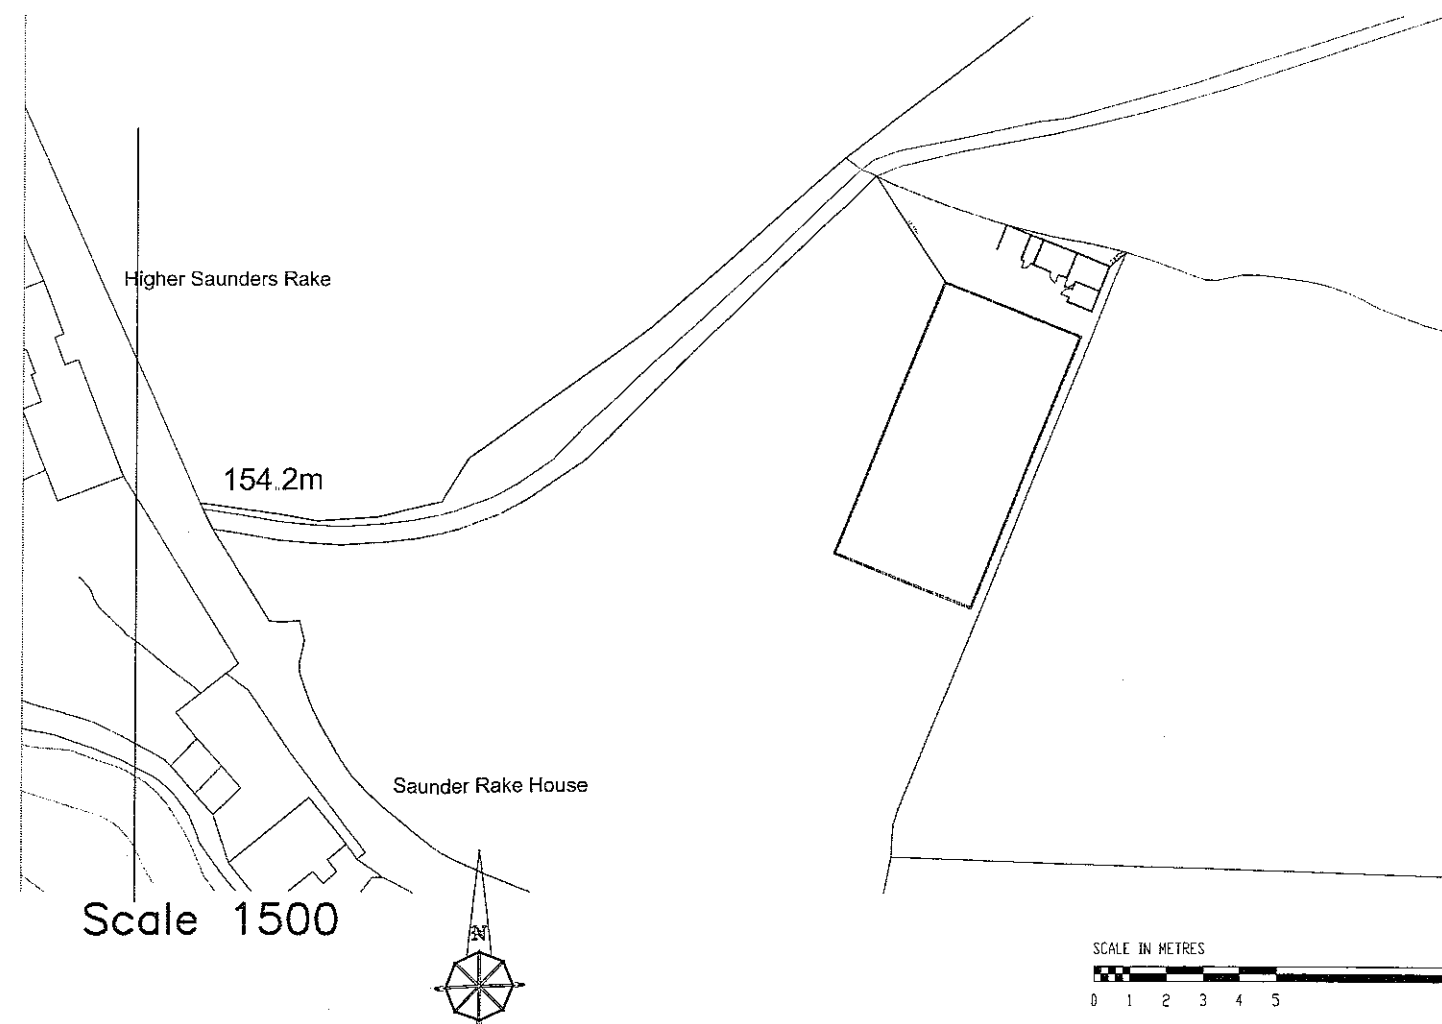 Higher Saunders Rake
154.2m
Saunder Rake House
Scale 1500
N
SCALE IN METRES
0 1 2 3 4 5